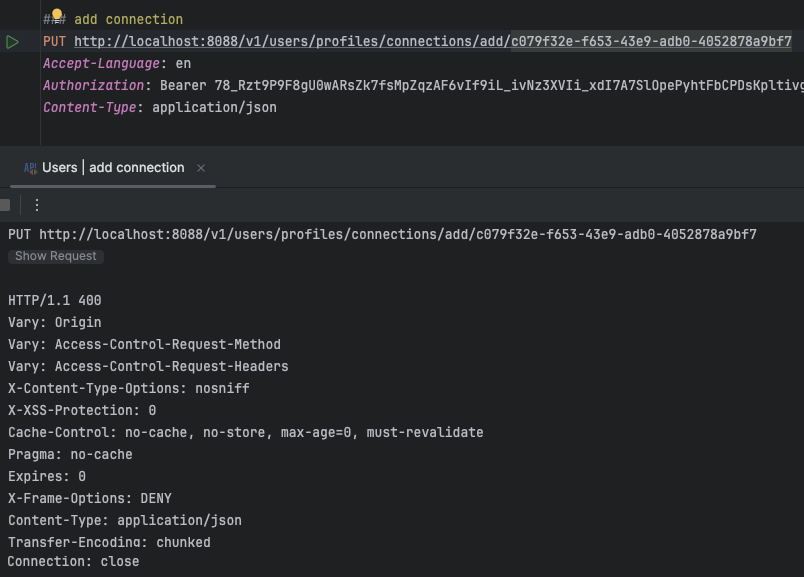 ### add connection
PUT http://localhost:8088/v1/users/profiles/connections/add/c079f32e-f653-43e9-adb0-4052878a9bf7
Accept-Language: en
Authorization: Bearer 78_Rzt9P9F8gU0wARsZk7fsMpZqzAF6vIf9iL_ivNz3XVIi_xdI7A7SlOpePyhtFbCPDsKpltivg
Content-Type: application/json
API Users | add connection
PUT http://localhost:8088/v1/users/profiles/connections/add/c079f32e-f653-43e9-adb0-4052878a9bf7
Show Request
HTTP/1.1 400
Vary: Origin
Vary: Access-Control-Request-Method
Vary: Access-Control-Request-Headers
X-Content-Type-Options: nosniff
X-XSS-Protection: 0
Cache-Control: no-cache, no-store, max-age=0, must-revalidate
Pragma: no-cache
Expires: 0
X-Frame-Options: DENY
Content-Type: application/json
Transfer-Encoding: chunked
Connection: close